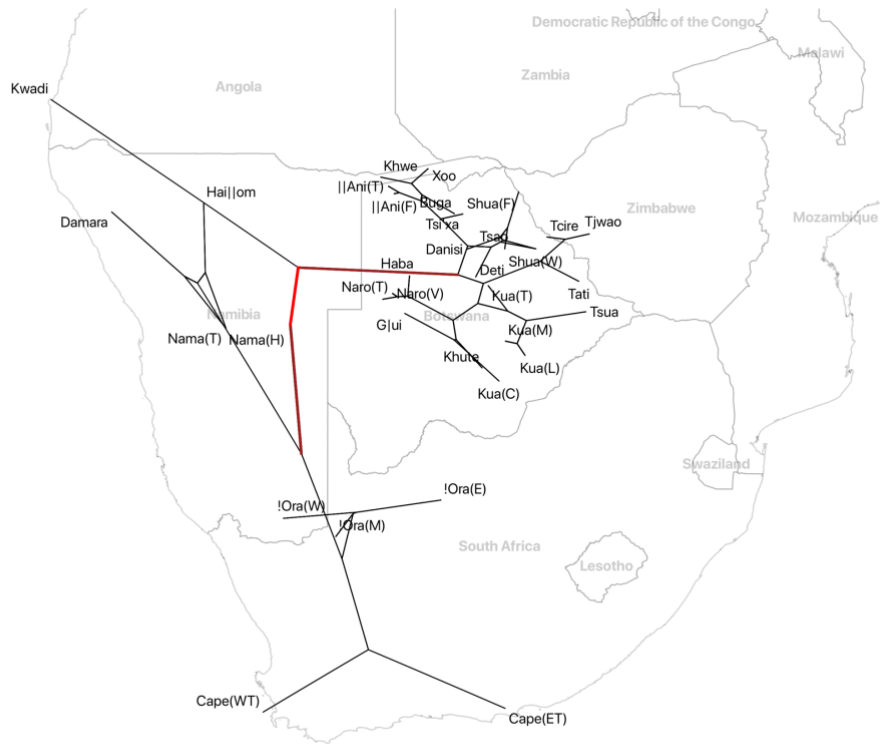 Democratic Republic of the Congo
Malawi
Zambia
Angola
Kwadi
Khwe
Xoo
||Ani(T)
Hai||om
||Ani(F)
Buga
Shua(F)
Zimbabwe
Mozambique
Damara
Tsi'xa
Tsao
Tcire
Tjwao
Danisi
Haba
Deti
Shua(W)
Naro(T)
Naro(V)
Kua(T)
Tati
Namibia
G|ui
Botswana
Tsua
Nama(T)
Nama(H)
Kua(M)
Khute
Kua(L)
Kua(C)
Swaziland
!Ora(E)
!Ora(W)
!Ora(M)
South Africa
Lesotho
Cape(WT)
Cape(ET)